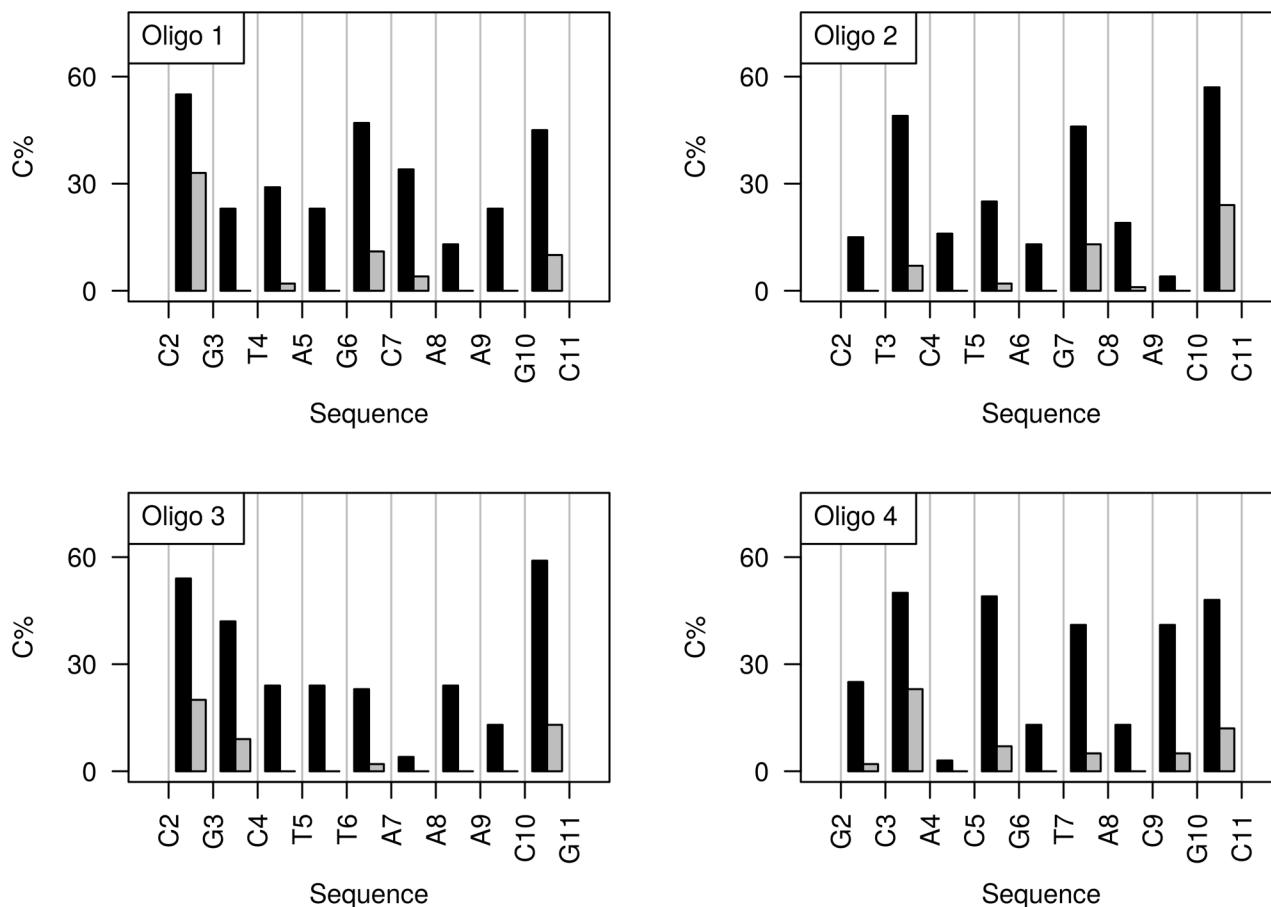 Oligo 1
C%
60
30
0
C2 G3 T4 A5 G6 C7 A8 A9 G10 C11
Sequence
Oligo 2
C%
60
30
0
C2 T3 C4 T5 A6 G7 C8 A9 C10 C11
Sequence
Oligo 3
C%
60
30
0
C2 G3 C4 T5 T6 A7 A8 A9 C10 G11
Sequence
Oligo 4
C%
60
30
0
G2 C3 A4 C5 G6 T7 A8 C9 G10 C11
Sequence